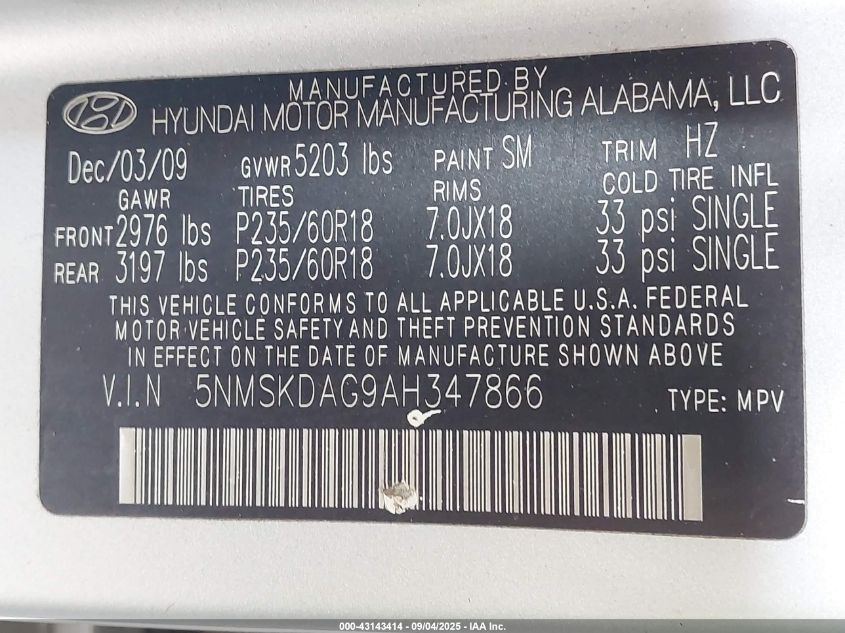 MANUFACTURED BY
HYUNDAI MOTOR MANUFACTURING ALABAMA, LLC
Dec/03/09 GVWR 5203 lbs PAINT SM TRIM HZ
GAWR TIRES RIMS COLD TIRE INFL
FRONT 2976 lbs P235/60R18 7.0JX18 33 psi SINGLE
REAR 3197 lbs P235/60R18 7.0JX18 33 psi SINGLE
THIS VEHICLE CONFORMS TO ALL APPLICABLE U.S.A. FEDERAL
MOTOR VEHICLE SAFETY AND THEFT PREVENTION STANDARDS
IN EFFECT ON THE DATE OF MANUFACTURE SHOWN ABOVE
V.I.N 5NMSKDAG9AH347866 TYPE: MPV
000-43143414 - 09/04/2025 - IAA Inc.